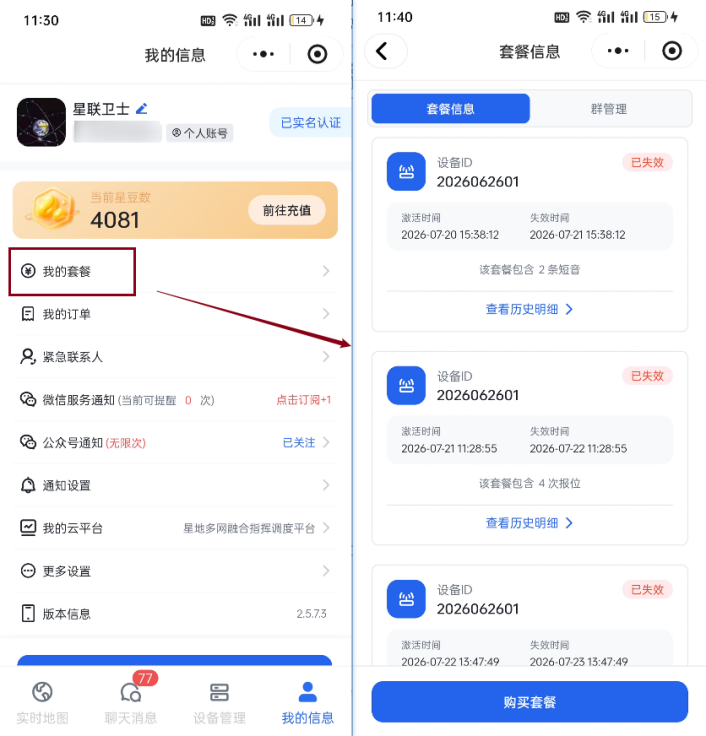 11:30
HD 4G 4G 14
我的信息
星联卫士
个人账号
已实名认证
当前星豆数
4081
前往充值
我的套餐
我的订单
紧急联系人
微信服务通知(当前可提醒 0 次)
点击订阅+1
公众号通知(无限次)
已关注
通知设置
我的云平台
星地多网融合指挥调度平台
更多设置
版本信息
2.5.7.3
实时地图
77
聊天消息
设备管理
我的信息
11:40
HD 4G 4G 15
套餐信息
套餐信息
群管理
设备ID
已失效
2026062601
激活时间
失效时间
2026-07-20 15:38:12
2026-07-21 15:38:12
该套餐包含 2 条短音
查看历史明细
设备ID
已失效
2026062601
激活时间
失效时间
2026-07-21 11:28:55
2026-07-22 11:28:55
该套餐包含 4 次报位
查看历史明细
设备ID
已失效
2026062601
激活时间
失效时间
2026-07-22 13:47:49
2026-07-23 13:47:49
购买套餐